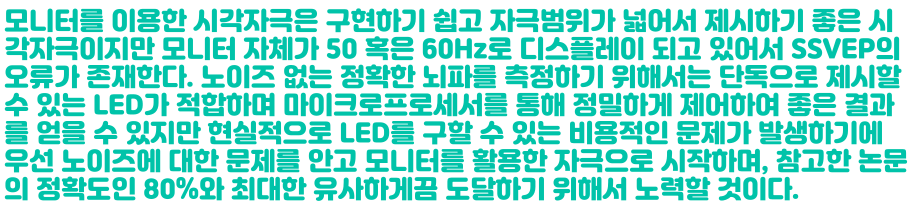 모니터를 이용한 시각자극은 구현하기 쉽고 자극범위가 넓어서 제시하기 좋은 시
각자극이지만 모니터 자체가 50 혹은 60Hz로 디스플레이 되고 있어서 SSVEP의
오류가 존재한다. 노이즈 없는 정확한 뇌파를 측정하기 위해서는 단독으로 제시할
수 있는 LED가 적합하며 마이크로프로세서를 통해 정밀하게 제어하여 좋은 결과
를 얻을 수 있지만 현실적으로 LED를 구할 수 있는 비용적인 문제가 발생하기에
우선 노이즈에 대한 문제를 안고 모니터를 활용한 자극으로 시작하며, 참고한 논문
의 정확도인 80%와 최대한 유사하게끔 도달하기 위해서 노력할 것이다.